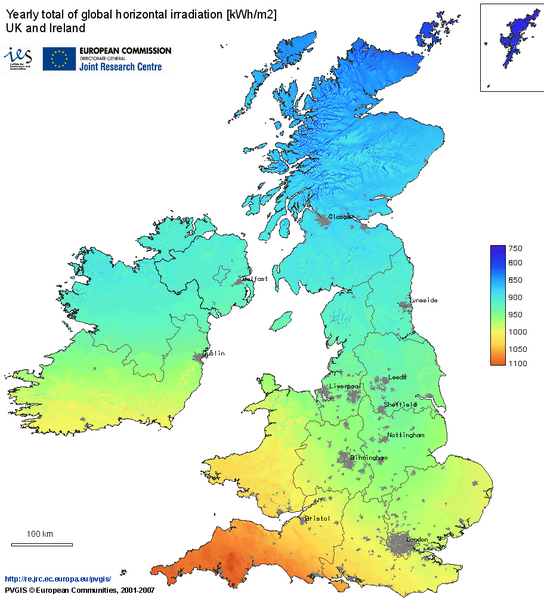 Yearly total of global horizontal irradiation [kWh/m2]
UK and Ireland
EUROPEAN COMMISSION
DIRECTORATE-GENERAL
Joint Research Centre
Glasgow
Belfast
Tyneside
750
800
850
900
950
1000
1050
1100
Leeds
Liverpool
Sheffield
Nottingham
Birmingham
Bristol
London
100 km
http://re.jrc.ec.europa.eu/pvgis/
PVGIS © European Communities, 2001-2007